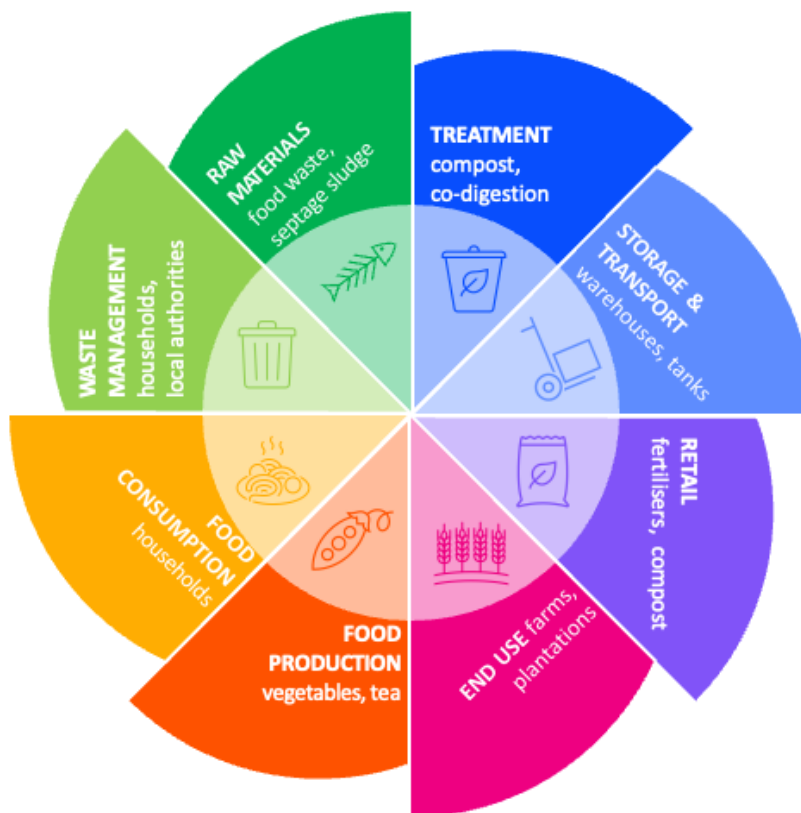 RAW
MATERIALS
food waste,
septage sludge
TREATMENT
compost,
co-digestion
STORAGE &
TRANSPORT
warehouses, tanks
RETAIL
fertilisers, compost
END USE farms,
plantations
FOOD
PRODUCTION
vegetables, tea
FOOD
CONSUMPTION
households
WASTE
MANAGEMENT
households,
local authorities